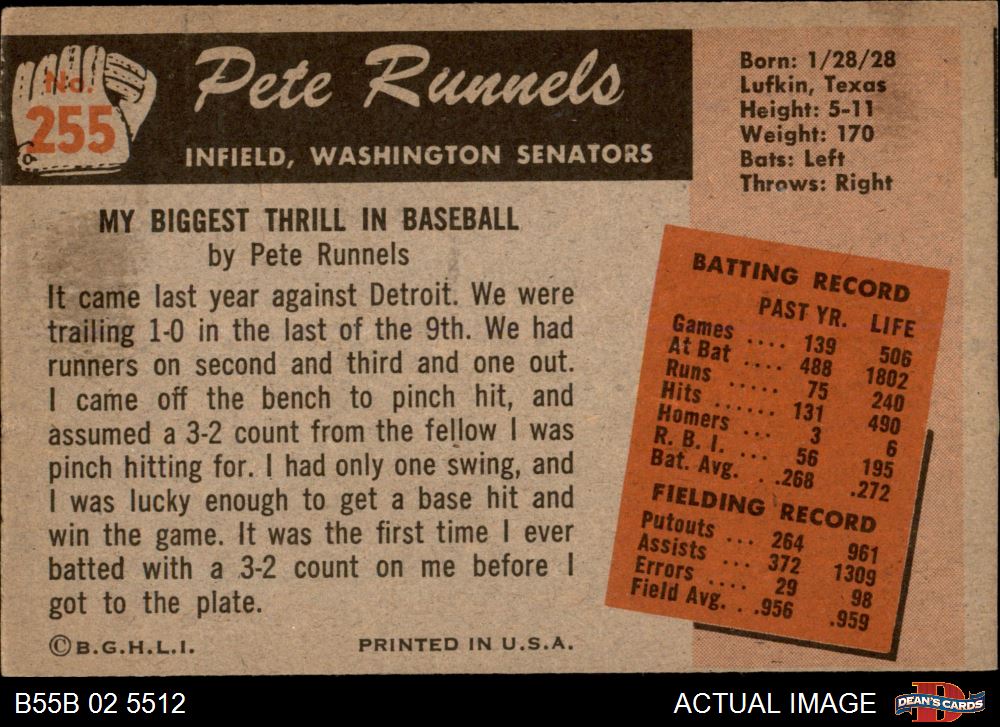 No.
255
Pete Runnels
INFIELD, WASHINGTON SENATORS
Born: 1/28/28
Lufkin, Texas
Height: 5-11
Weight: 170
Bats: Left
Throws: Right
MY BIGGEST THRILL IN BASEBALL
by Pete Runnels
It came last year against Detroit. We were
trailing 1-0 in the last of the 9th. We had
runners on second and third and one out.
I came off the bench to pinch hit, and
assumed a 3-2 count from the fellow I was
pinch hitting for. I had only one swing, and
I was lucky enough to get a base hit and
win the game. It was the first time I ever
batted with a 3-2 count on me before I
got to the plate.
©B.G.H.L.I. PRINTED IN U.S.A.
BATTING RECORD
PAST YR. LIFE
Games .... 139 506
At Bat .... 488 1802
Runs ..... 75 240
Hits ...... 131 490
Homers ... 3 6
R. B. I. ... 56 195
Bat. Avg. . .268 .272
FIELDING RECORD
Putouts ... 264 961
Assists ... 372 1309
Errors .... 29 98
Field Avg. . .956 .959
B55B 02 5512 ACTUAL IMAGE DEAN'S CARDS